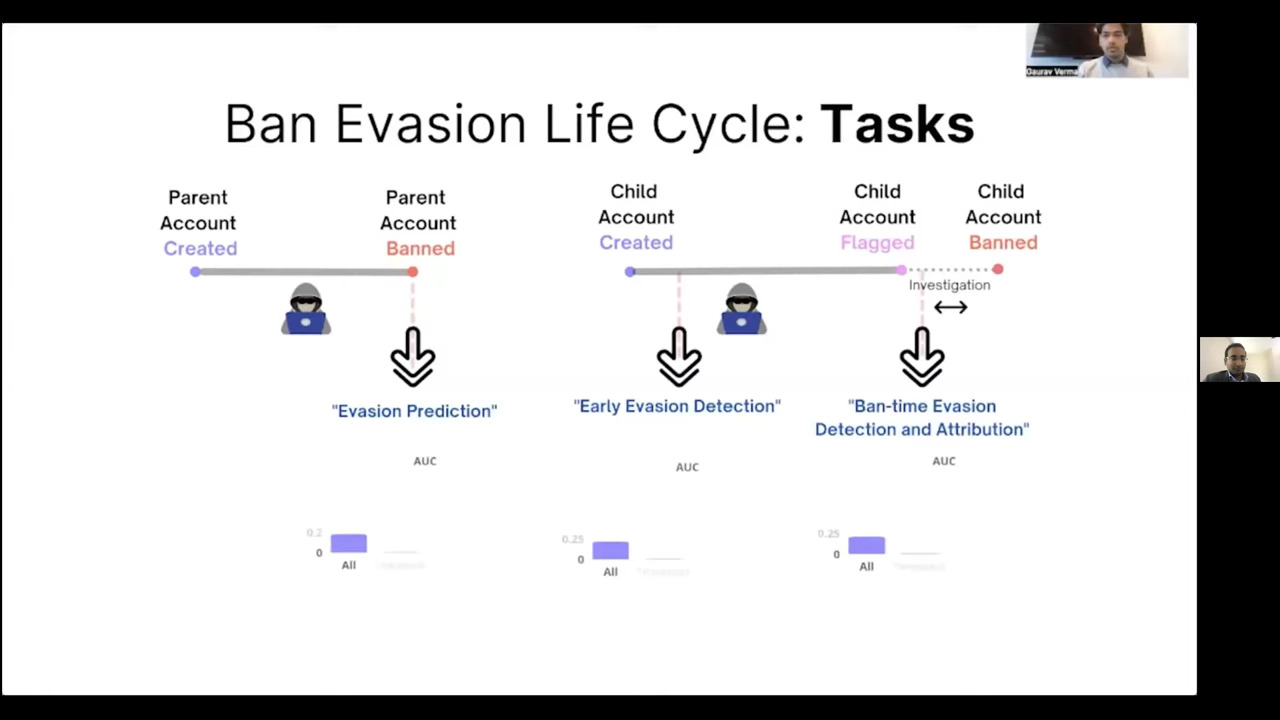 Gaurav Verma
Ban Evasion Life Cycle: Tasks
Parent
Account
Created
Parent
Account
Banned
Child
Account
Created
Child
Account
Flagged
Child
Account
Banned
Investigation
"Evasion Prediction"
"Early Evasion Detection"
"Ban-time Evasion
Detection and Attribution"
AUC
0.2
0
All
AUC
0.25
0
All
AUC
0.25
0
All